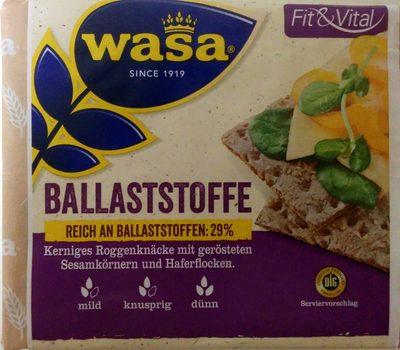 Fit&Vital
wasa®
SINCE 1919
BALLASTSTOFFE
REICH AN BALLASTSTOFFEN: 29%
Kerniges Roggenknäcke mit gerösteten
Sesamkörnern und Haferflocken.
mild knusprig dünn
DLG
Serviervorschlag